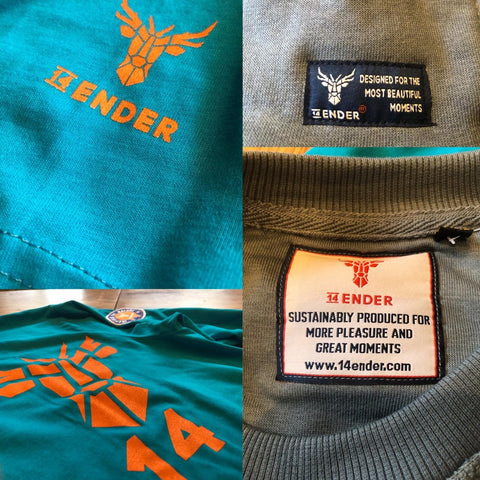 14 ENDER
DESIGNED FOR THE
MOST BEAUTIFUL
MOMENTS
14 ENDER®
14 ENDER
SUSTAINABLY PRODUCED FOR
MORE PLEASURE AND
GREAT MOMENTS
www.14ender.com
14